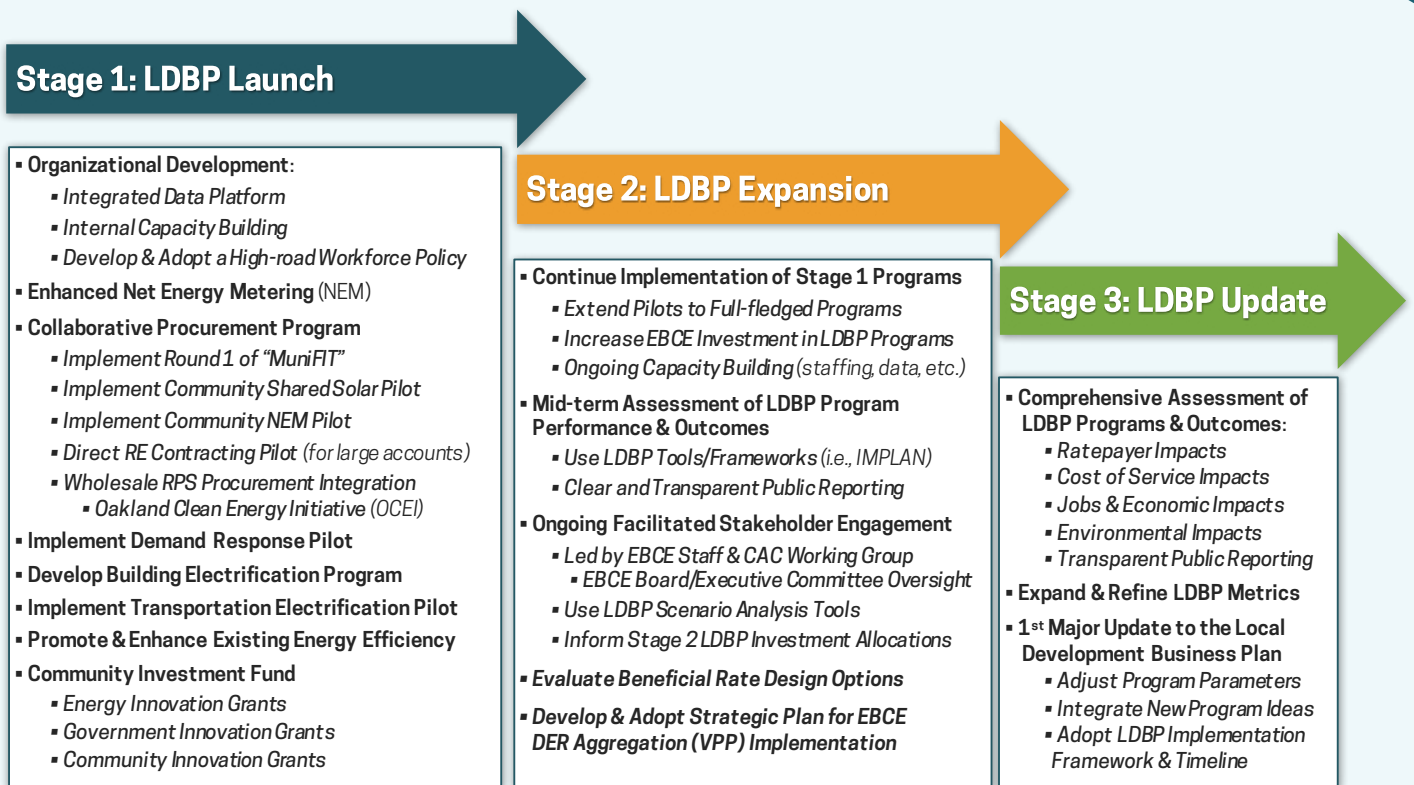 Stage 1: LDBP Launch
▪ Organizational Development:
▪ Integrated Data Platform
▪ Internal Capacity Building
▪ Develop & Adopt a High-road Workforce Policy
▪ Enhanced Net Energy Metering (NEM)
▪ Collaborative Procurement Program
▪ Implement Round 1 of “MuniFIT”
▪ Implement Community Shared Solar Pilot
▪ Implement Community NEM Pilot
▪ Direct RE Contracting Pilot (for large accounts)
▪ Wholesale RPS Procurement Integration
▪ Oakland Clean Energy Initiative (OCEI)
▪ Implement Demand Response Pilot
▪ Develop Building Electrification Program
▪ Implement Transportation Electrification Pilot
▪ Promote & Enhance Existing Energy Efficiency
▪ Community Investment Fund
▪ Energy Innovation Grants
▪ Government Innovation Grants
▪ Community Innovation Grants
Stage 2: LDBP Expansion
▪ Continue Implementation of Stage 1 Programs
▪ Extend Pilots to Full-fledged Programs
▪ Increase EBCE Investment in LDBP Programs
▪ Ongoing Capacity Building (staffing, data, etc.)
▪ Mid-term Assessment of LDBP Program
Performance & Outcomes
▪ Use LDBP Tools/Frameworks (i.e., IMPLAN)
▪ Clear and Transparent Public Reporting
▪ Ongoing Facilitated Stakeholder Engagement
▪ Led by EBCE Staff & CAC Working Group
▪ EBCE Board/Executive Committee Oversight
▪ Use LDBP Scenario Analysis Tools
▪ Inform Stage 2 LDBP Investment Allocations
▪ Evaluate Beneficial Rate Design Options
▪ Develop & Adopt Strategic Plan for EBCE
DER Aggregation (VPP) Implementation
Stage 3: LDBP Update
▪ Comprehensive Assessment of
LDBP Programs & Outcomes:
▪ Ratepayer Impacts
▪ Cost of Service Impacts
▪ Jobs & Economic Impacts
▪ Environmental Impacts
▪ Transparent Public Reporting
▪ Expand & Refine LDBP Metrics
▪ 1st Major Update to the Local
Development Business Plan
▪ Adjust Program Parameters
▪ Integrate New Program Ideas
▪ Adopt LDBP Implementation
Framework & Timeline